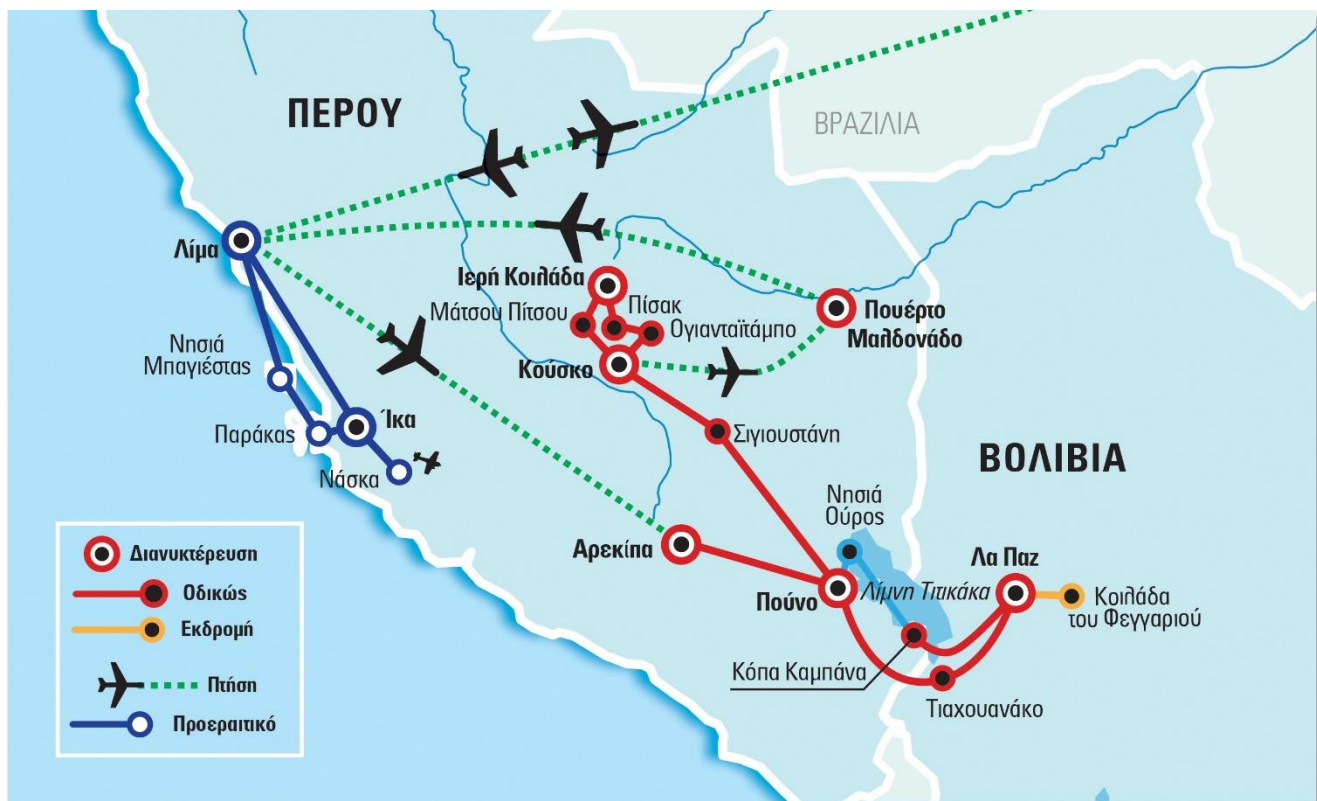 ΠΕΡΟΥ
ΒΡΑΖΙΛΙΑ
Λίμα
Ιερή Κοιλάδα
Μάτσου Πίτσου
Πίσακ
Ογιανταϊτάμπο
Πουέρτο
Μαλδονάδο
Νησιά
Μπαγιέστας
Κούσκο
Παράκας
Ίκα
Σιγιουστάνη
Νάσκα
ΒΟΛΙΒΙΑ
Νησιά
Ούρος
Αρεκίπα
Πούνο
Λίμνη Τιτικάκα
Λα Παζ
Κοιλάδα
του Φεγγαριού
Κόπα Καμπάνα
Τιαχουανάκο
Διανυκτέρευση
Οδικώς
Εκδρομή
Πτήση
Προεραιτικό